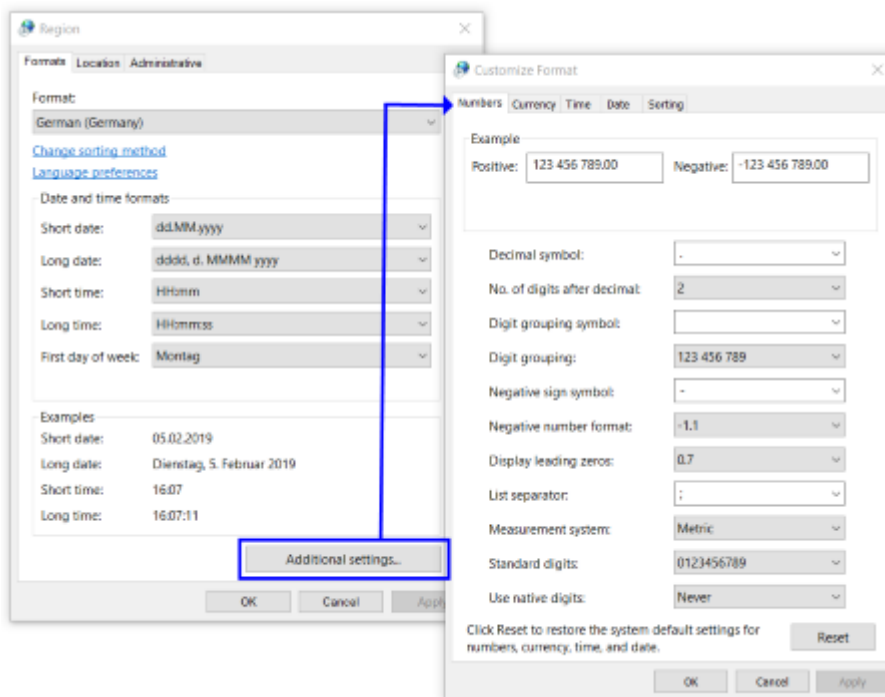 Region
Formats Location Administrative
Format:
German (Germany)
Change sorting method
Language preferences
Date and time formats
Short date: dd.MM.yyyy
Long date: dddd, d. MMMM yyyy
Short time: HH:mm
Long time: HH:mm:ss
First day of week: Montag
Examples
Short date: 05.02.2019
Long date: Dienstag, 5. Februar 2019
Short time: 16:07
Long time: 16:07:11
Additional settings...
OK Cancel Apply
Customize Format
Numbers Currency Time Date Sorting
Example
Positive: 123 456 789.00 Negative: -123 456 789.00
Decimal symbol: .
No. of digits after decimal: 2
Digit grouping symbol:
Digit grouping: 123 456 789
Negative sign symbol: -
Negative number format: -1.1
Display leading zeros: 0.7
List separator: ;
Measurement system: Metric
Standard digits: 0123456789
Use native digits: Never
Click Reset to restore the system default settings for
numbers, currency, time, and date.
Reset
OK Cancel Apply